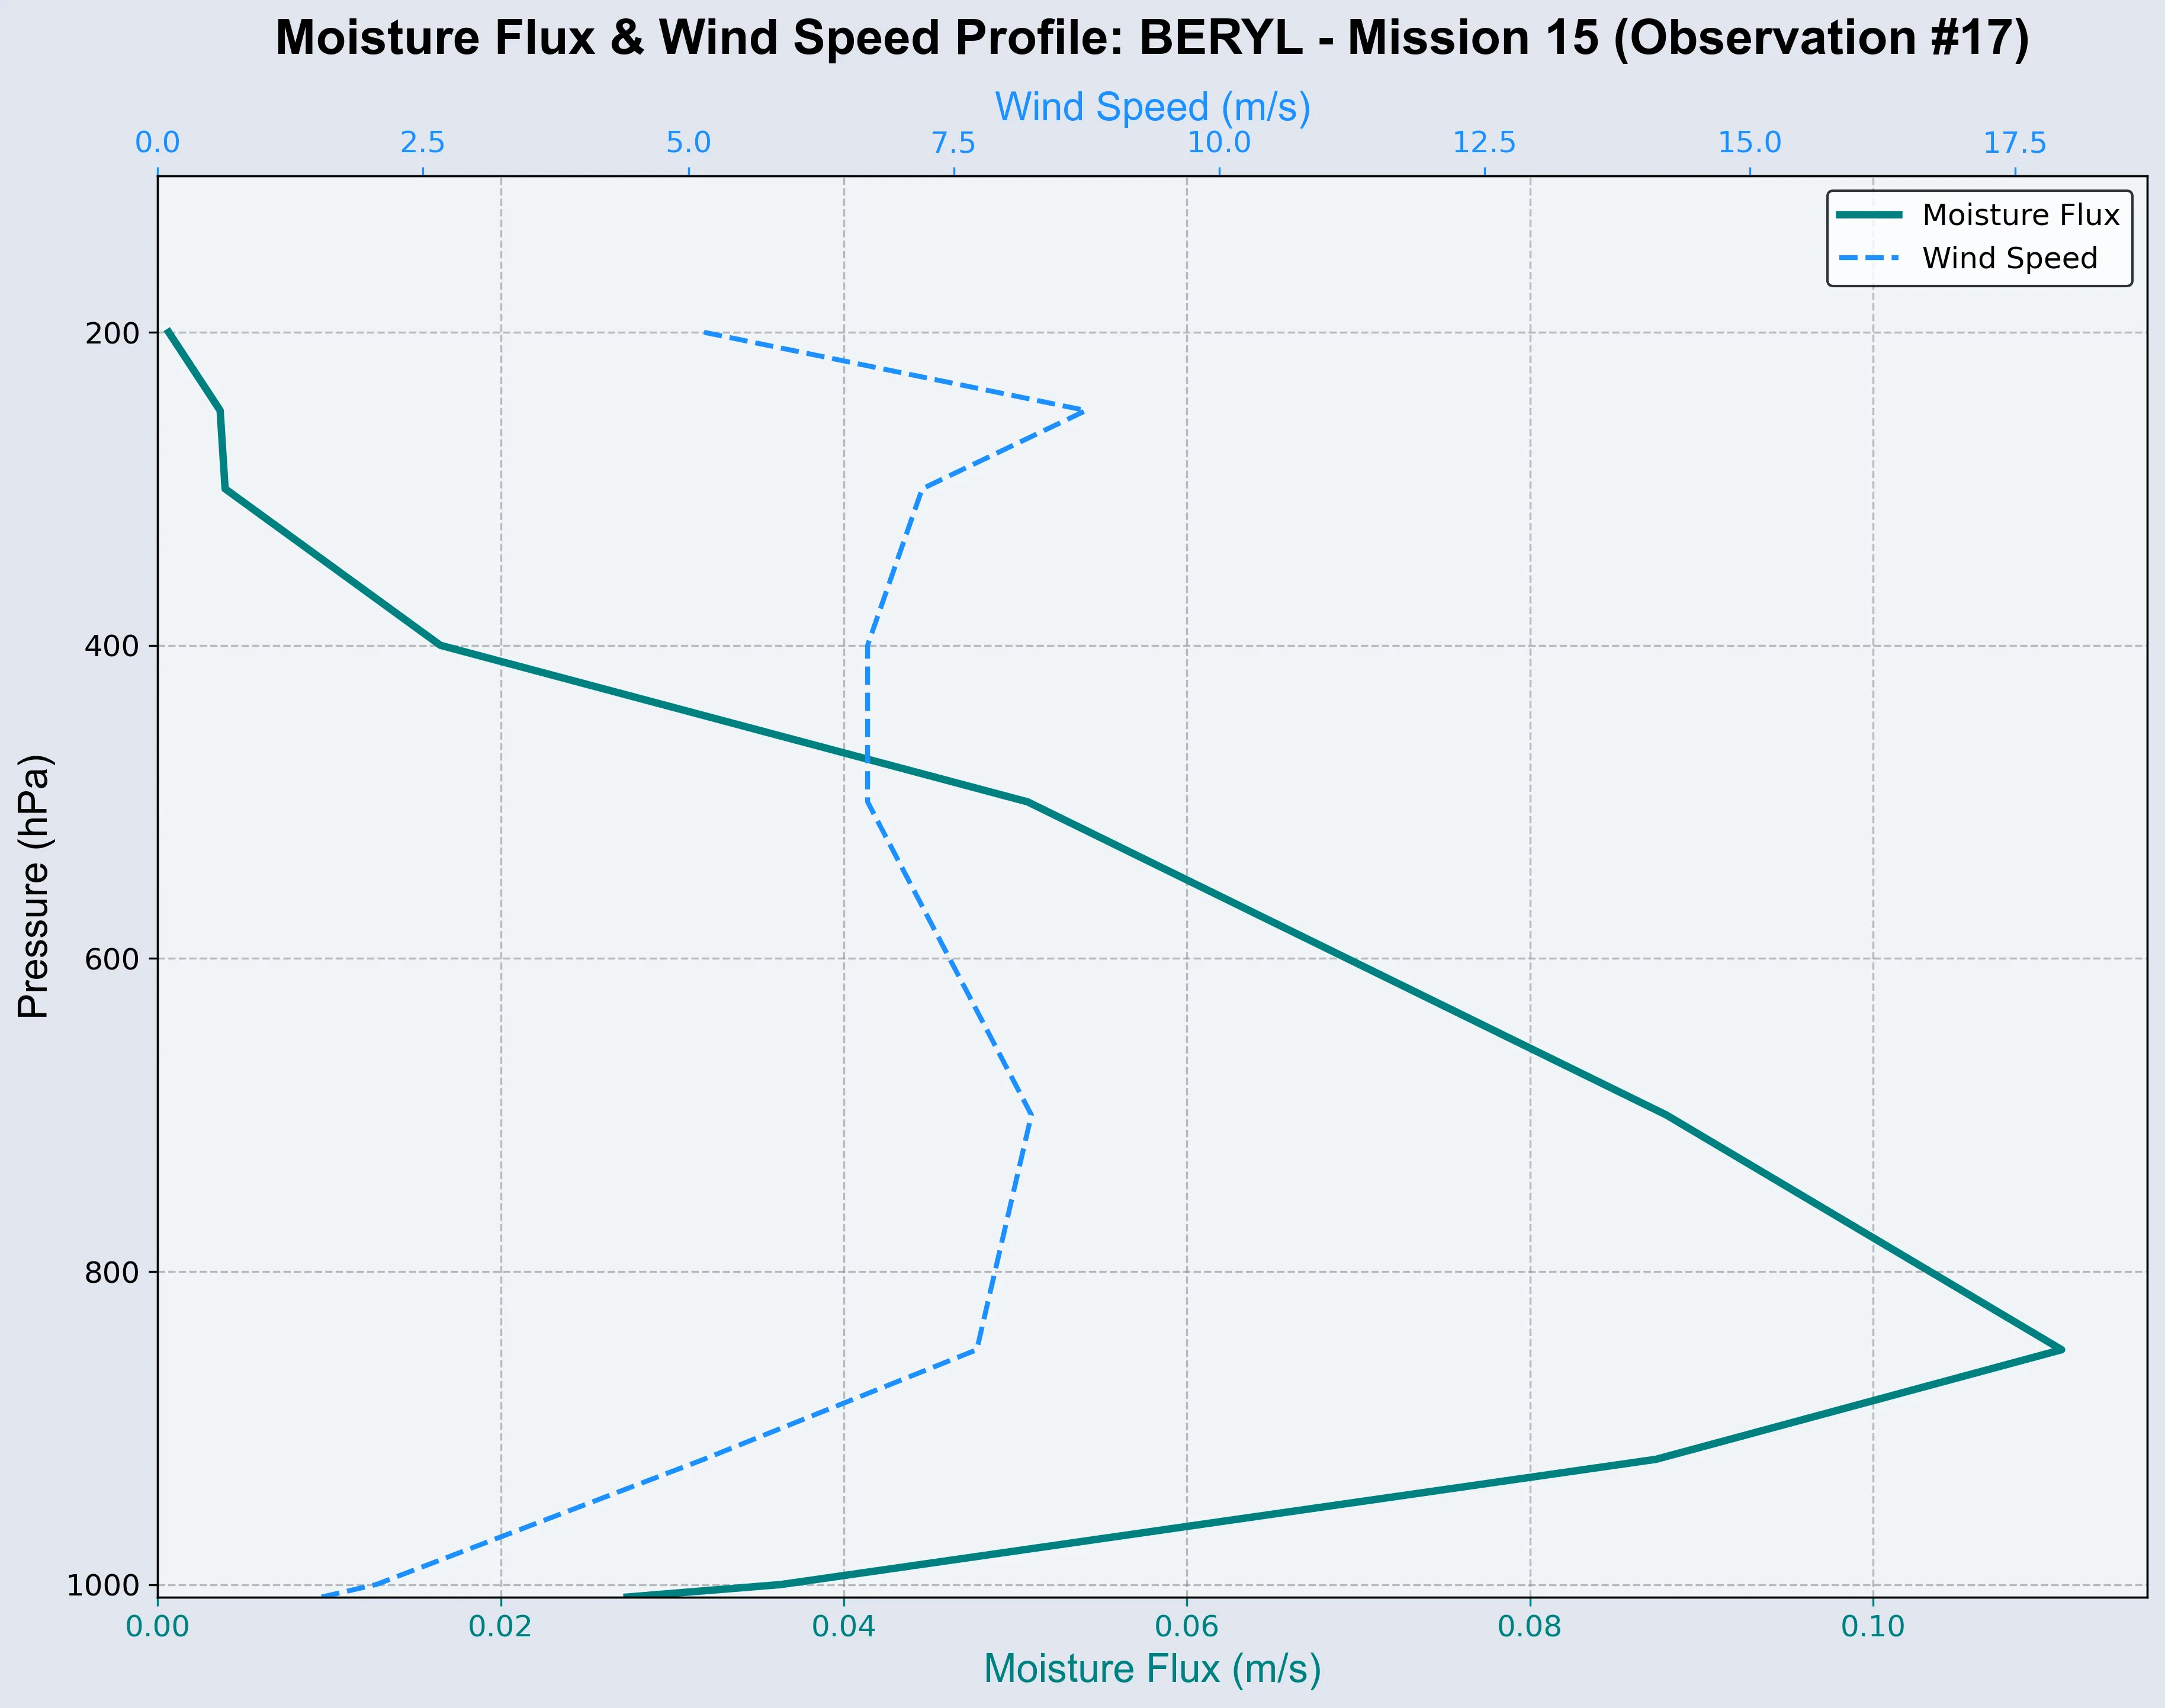 Moisture Flux & Wind Speed Profile: BERYL - Mission 15 (Observation #17)
Wind Speed (m/s)
0.0 2.5 5.0 7.5 10.0 12.5 15.0 17.5
Moisture Flux
Wind Speed
200
400
600
800
1000
Pressure (hPa)
0.00 0.02 0.04 0.06 0.08 0.10
Moisture Flux (m/s)